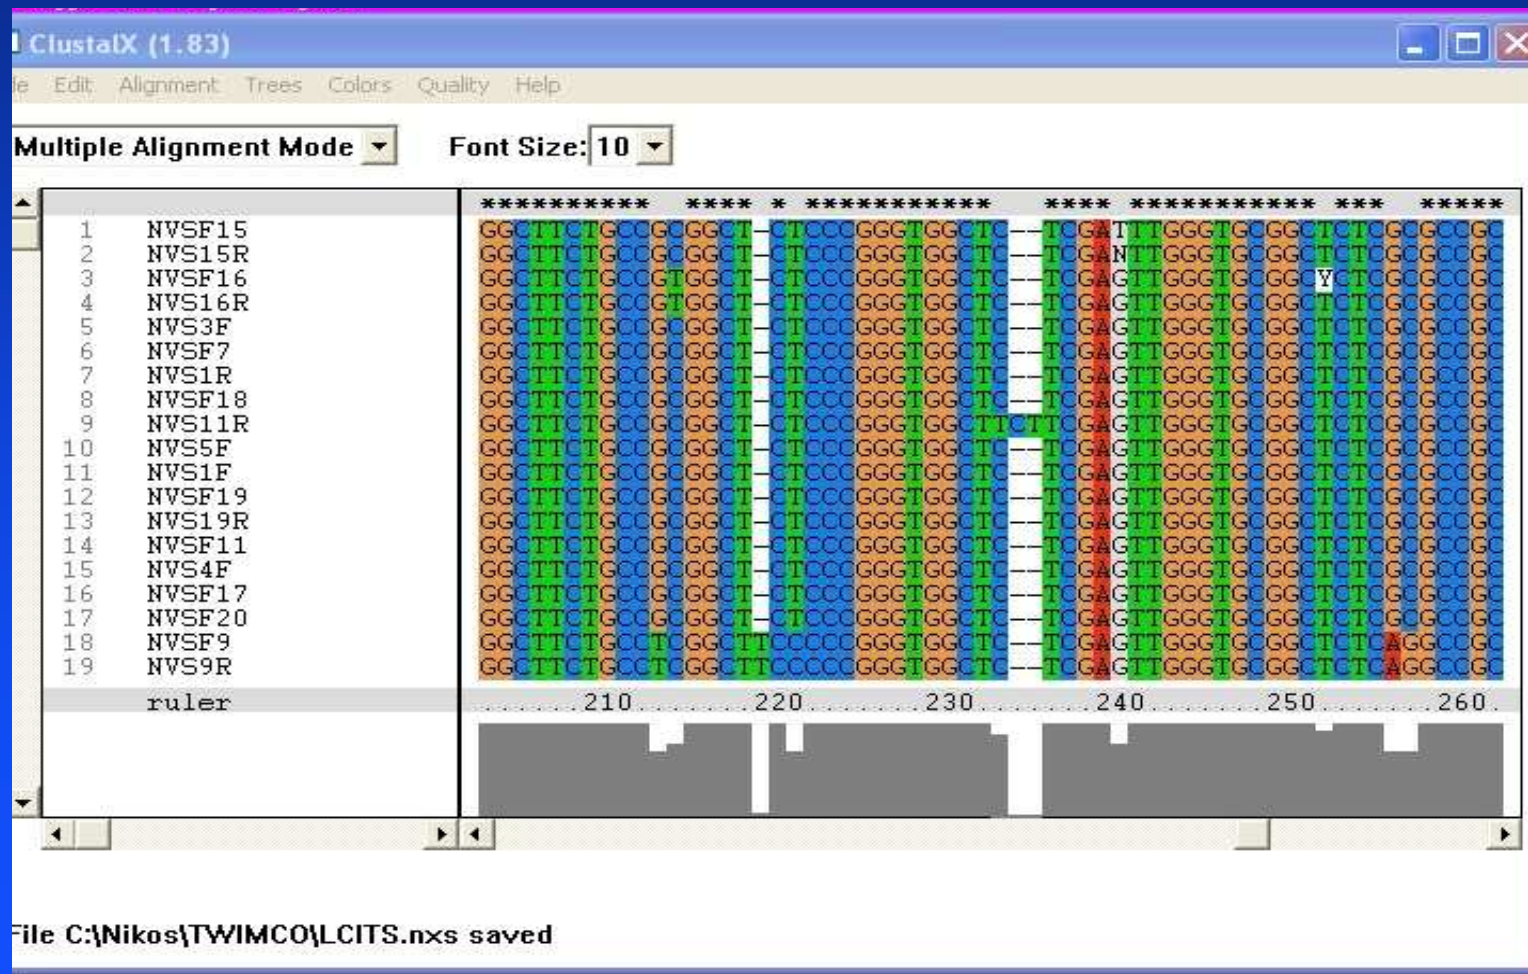 ClustalX (1.83)
le Edit Alignment Trees Colors Quality Help
Multiple Alignment Mode Font Size: 10
**********  **** * ***********   **** *********** ***  *****
1 NVSF15 GGCTTCTGCCGCGGCT-CTCCCGGGTGGCTC--TCGATTTGGGTGCGGCTCTCGCGCCGC
2 NVS15R GGCTTCTGCCGCGGCT-CTCCCGGGTGGCTC--TCGANTTGGGTGCGGCTCTCGCGCCGC
3 NVSF16 GGCTTCTGCCGTGGCT-CTCCCGGGTGGCTC--TCGAGTTGGGTGCGGCYCTCGCGCCGC
4 NVS16R GGCTTCTGCCGTGGCT-CTCCCGGGTGGCTC--TCGAGTTGGGTGCGGCTCTCGCGCCGC
5 NVS3F GGCTTCTGCCGCGGCT-CTCCCGGGTGGCTC--TCGAGTTGGGTGCGGCTCTCGCGCCGC
6 NVSF7 GGCTTCTGCCGCGGCT-CTCCCGGGTGGCTC--TCGAGTTGGGTGCGGCTCTCGCGCCGC
7 NVS1R GGCTTCTGCCGCGGCT-CTCCCGGGTGGCTC--TCGAGTTGGGTGCGGCTCTCGCGCCGC
8 NVSF18 GGCTTCTGCCGCGGCT-CTCCCGGGTGGCTC--TCGAGTTGGGTGCGGCTCTCGCGCCGC
9 NVS11R GGCTTCTGCCGCGGCT-CTCCCGGGTGGCTTCTTCGAGTTGGGTGCGGCTCTCGCGCCGC
10 NVS5F GGCTTCTGCCGCGGCT-CTCCCGGGTGGCTC--TCGAGTTGGGTGCGGCTCTCGCGCCGC
11 NVS1F GGCTTCTGCCGCGGCT-CTCCCGGGTGGCTC--TCGAGTTGGGTGCGGCTCTCGCGCCGC
12 NVSF19 GGCTTCTGCCGCGGCT-CTCCCGGGTGGCTC--TCGAGTTGGGTGCGGCTCTCGCGCCGC
13 NVS19R GGCTTCTGCCGCGGCT-CTCCCGGGTGGCTC--TCGAGTTGGGTGCGGCTCTCGCGCCGC
14 NVSF11 GGCTTCTGCCGCGGCT-CTCCCGGGTGGCTC--TCGAGTTGGGTGCGGCTCTCGCGCCGC
15 NVS4F GGCTTCTGCCGCGGCT-CTCCCGGGTGGCTC--TCGAGTTGGGTGCGGCTCTCGCGCCGC
16 NVSF17 GGCTTCTGCCGCGGCT-CTCCCGGGTGGCTC--TCGAGTTGGGTGCGGCTCTCGCGCCGC
17 NVSF20 GGCTTCTGCCGCGGCT-CTCCCGGGTGGCTC--TCGAGTTGGGTGCGGCTCTCGCGCCGC
18 NVSF9 GGCTTCTGCCTCGGCTTCCCCCGGGTGGCTC--TCGAGTTGGGTGCGGCTCTCAGGCCGC
19 NVS9R GGCTTCTGCCTCGGCTTCCCCCGGGTGGCTC--TCGAGTTGGGTGCGGCTCTCAGGCCGC
ruler ......210.......220.......230.......240.......250.......260.
File C:\Nikos\TWIMCO\LCITS.nxs saved